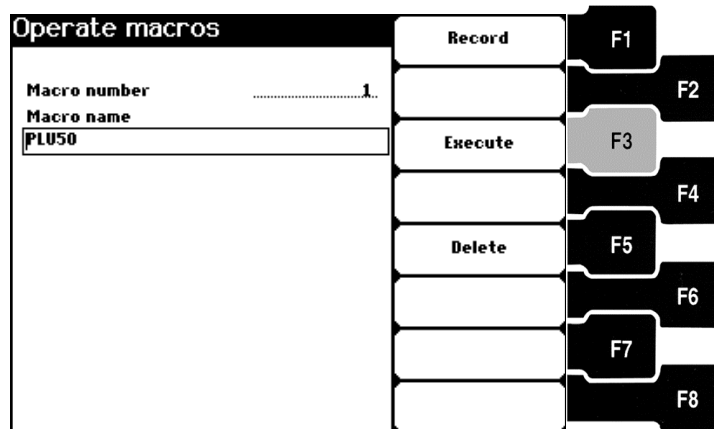 Operate macros
Record
F1
F2
Macro number 1
Macro name
PLU50
Execute
F3
F4
Delete
F5
F6
F7
F8